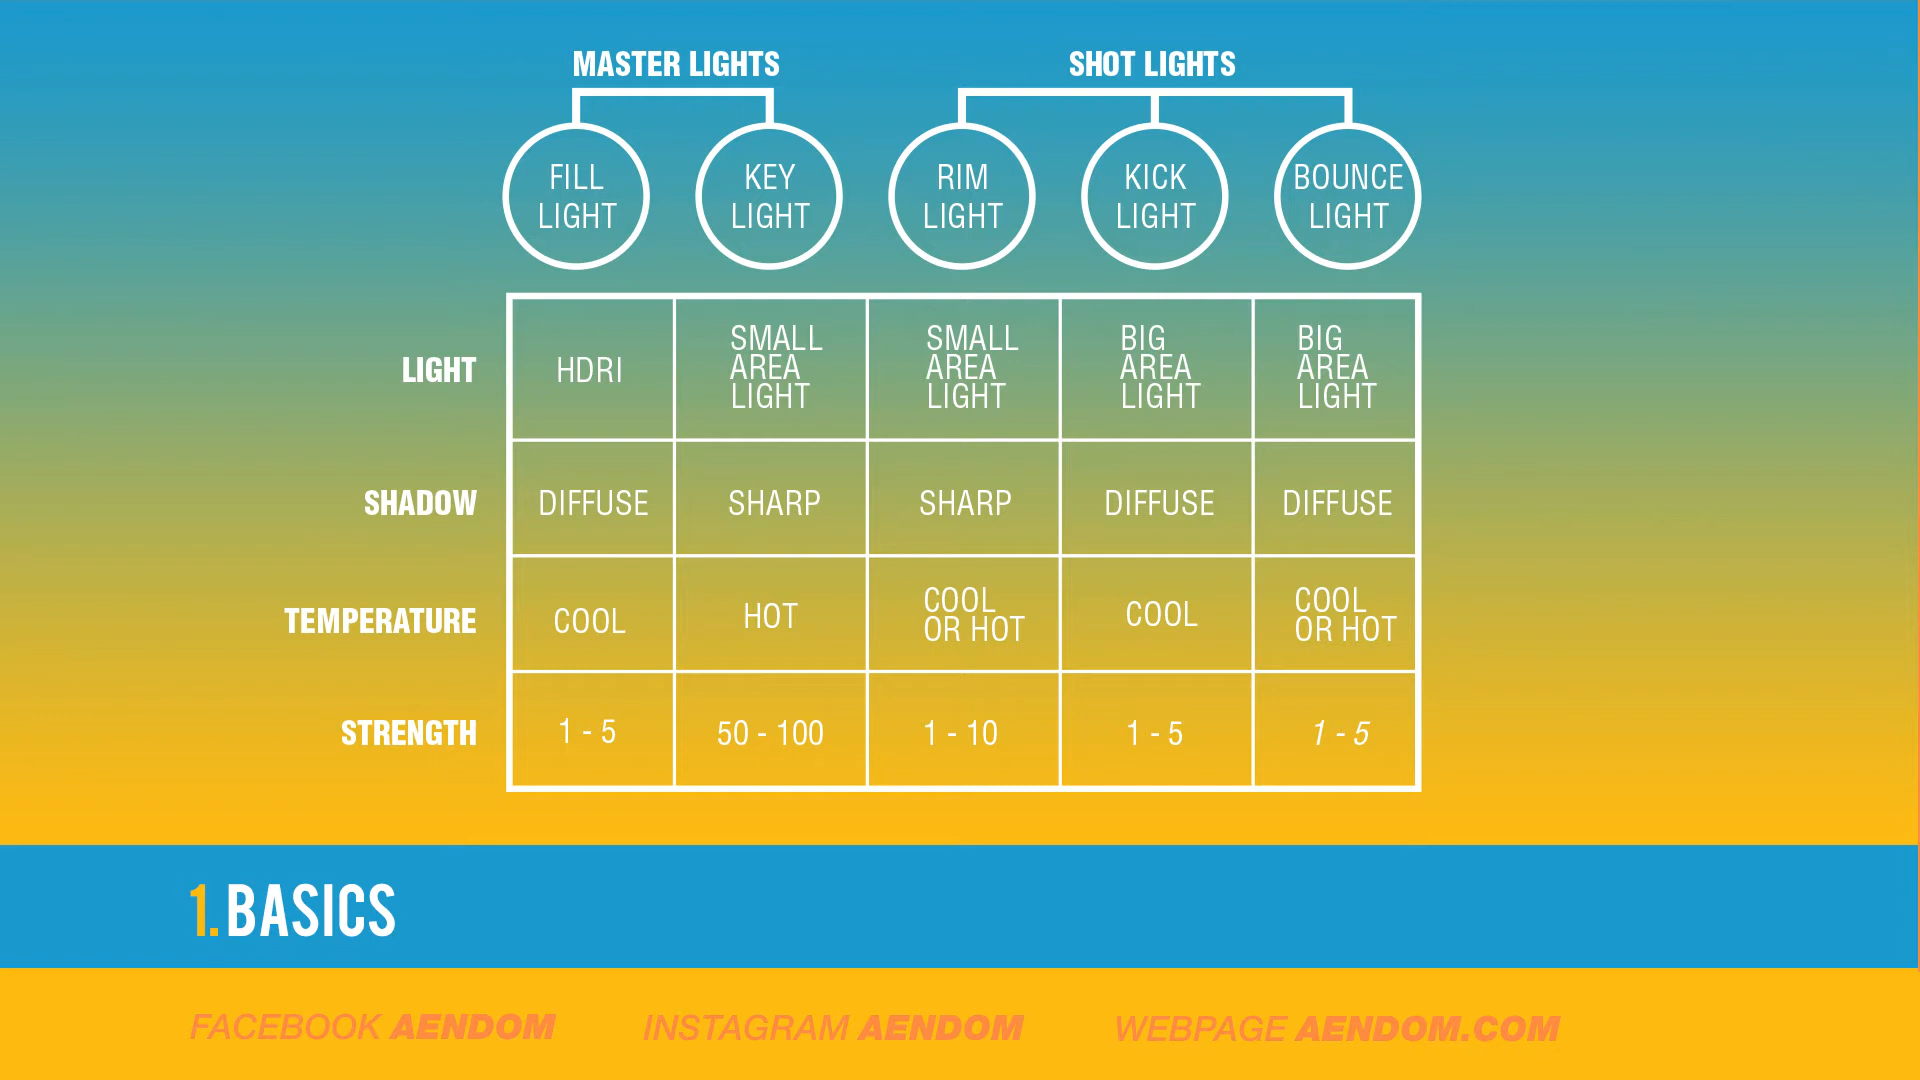 MASTER LIGHTS SHOT LIGHTS
FILL LIGHT KEY LIGHT RIM LIGHT KICK LIGHT BOUNCE LIGHT
LIGHT HDRI SMALL AREA LIGHT SMALL AREA LIGHT BIG AREA LIGHT BIG AREA LIGHT
SHADOW DIFFUSE SHARP SHARP DIFFUSE DIFFUSE
TEMPERATURE COOL HOT COOL OR HOT COOL COOL OR HOT
STRENGTH 1 - 5 50 - 100 1 - 10 1 - 5 1 - 5
1. BASICS
FACEBOOK AENDOM INSTAGRAM AENDOM WEBPAGE AENDOM.COM